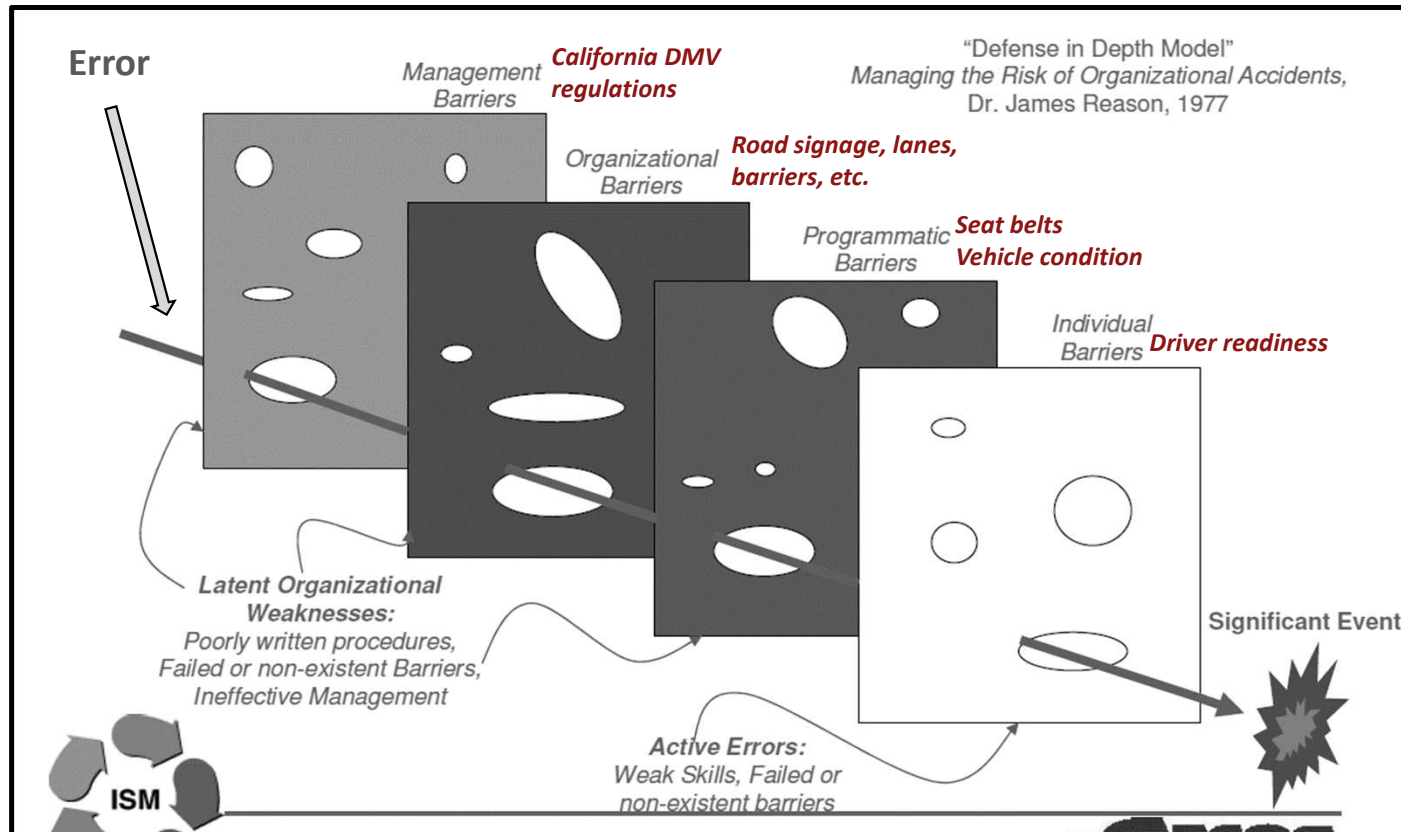 Error
Management
Barriers
California DMV
regulations
“Defense in Depth Model”
Managing the Risk of Organizational Accidents,
Dr. James Reason, 1977
Organizational
Barriers
Road signage, lanes,
barriers, etc.
Programmatic
Barriers
Seat belts
Vehicle condition
Individual
Barriers
Driver readiness
Latent Organizational
Weaknesses:
Poorly written procedures,
Failed or non-existent Barriers,
Ineffective Management
Significant Event
Active Errors:
Weak Skills, Failed or
non-existent barriers
ISM